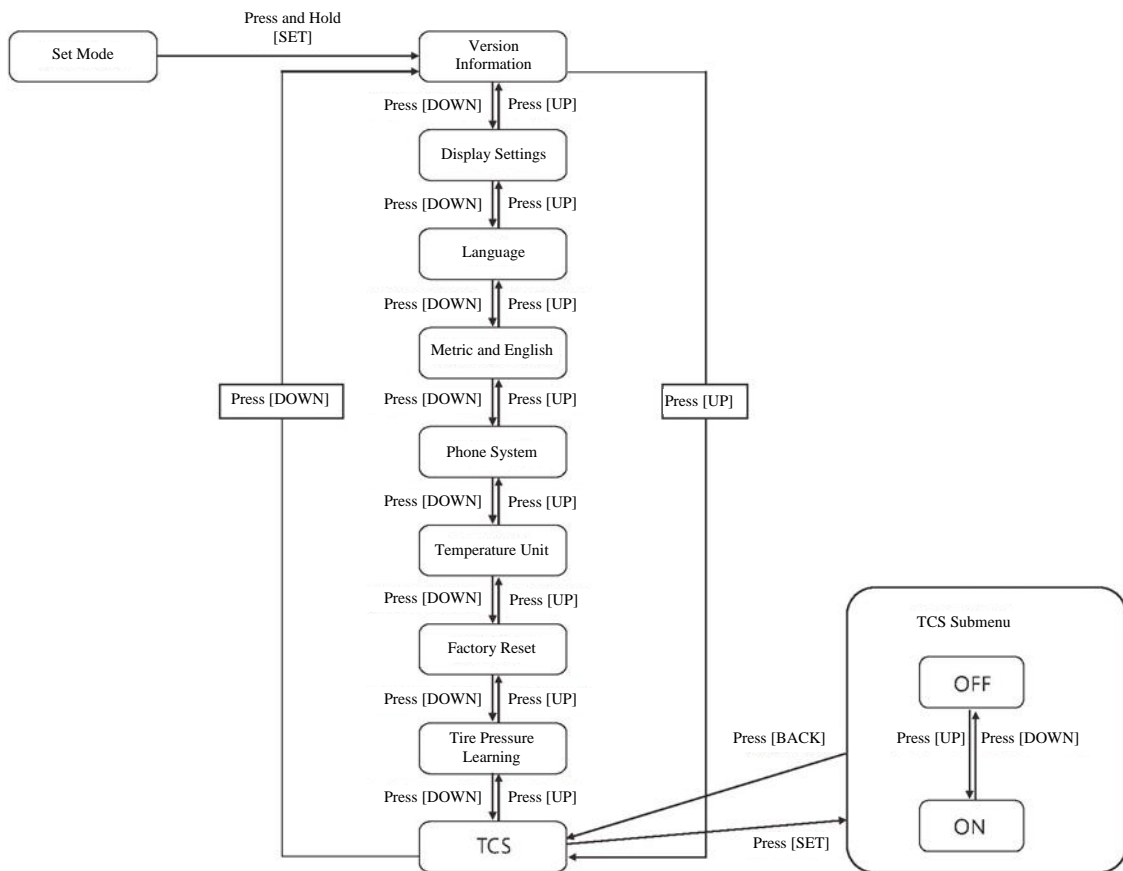 Press and Hold
[SET]
Set Mode
Version
Information
Press [DOWN]
Press [UP]
Display Settings
Press [DOWN]
Press [UP]
Language
Press [DOWN]
Press [UP]
Metric and English
Press [DOWN]
Press [DOWN]
Press [UP]
Press [UP]
Phone System
Press [DOWN]
Press [UP]
Temperature Unit
Press [DOWN]
Press [UP]
Factory Reset
Press [DOWN]
Press [UP]
Tire Pressure
Learning
Press [DOWN]
Press [UP]
TCS
TCS Submenu
OFF
Press [UP]
Press [DOWN]
ON
Press [BACK]
Press [SET]